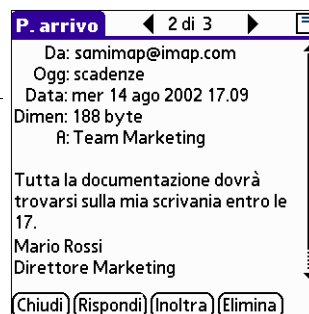 P. arrivo 2 di 3
Da: samimap@imap.com
Ogg: scadenze
Data: mer 14 ago 2002 17.09
Dimen: 188 byte
A: Team Marketing
Tutta la documentazione dovrà
trovarsi sulla mia scrivania entro le
17.
Mario Rossi
Direttore Marketing
Chiudi Rispondi Inoltra Elimina